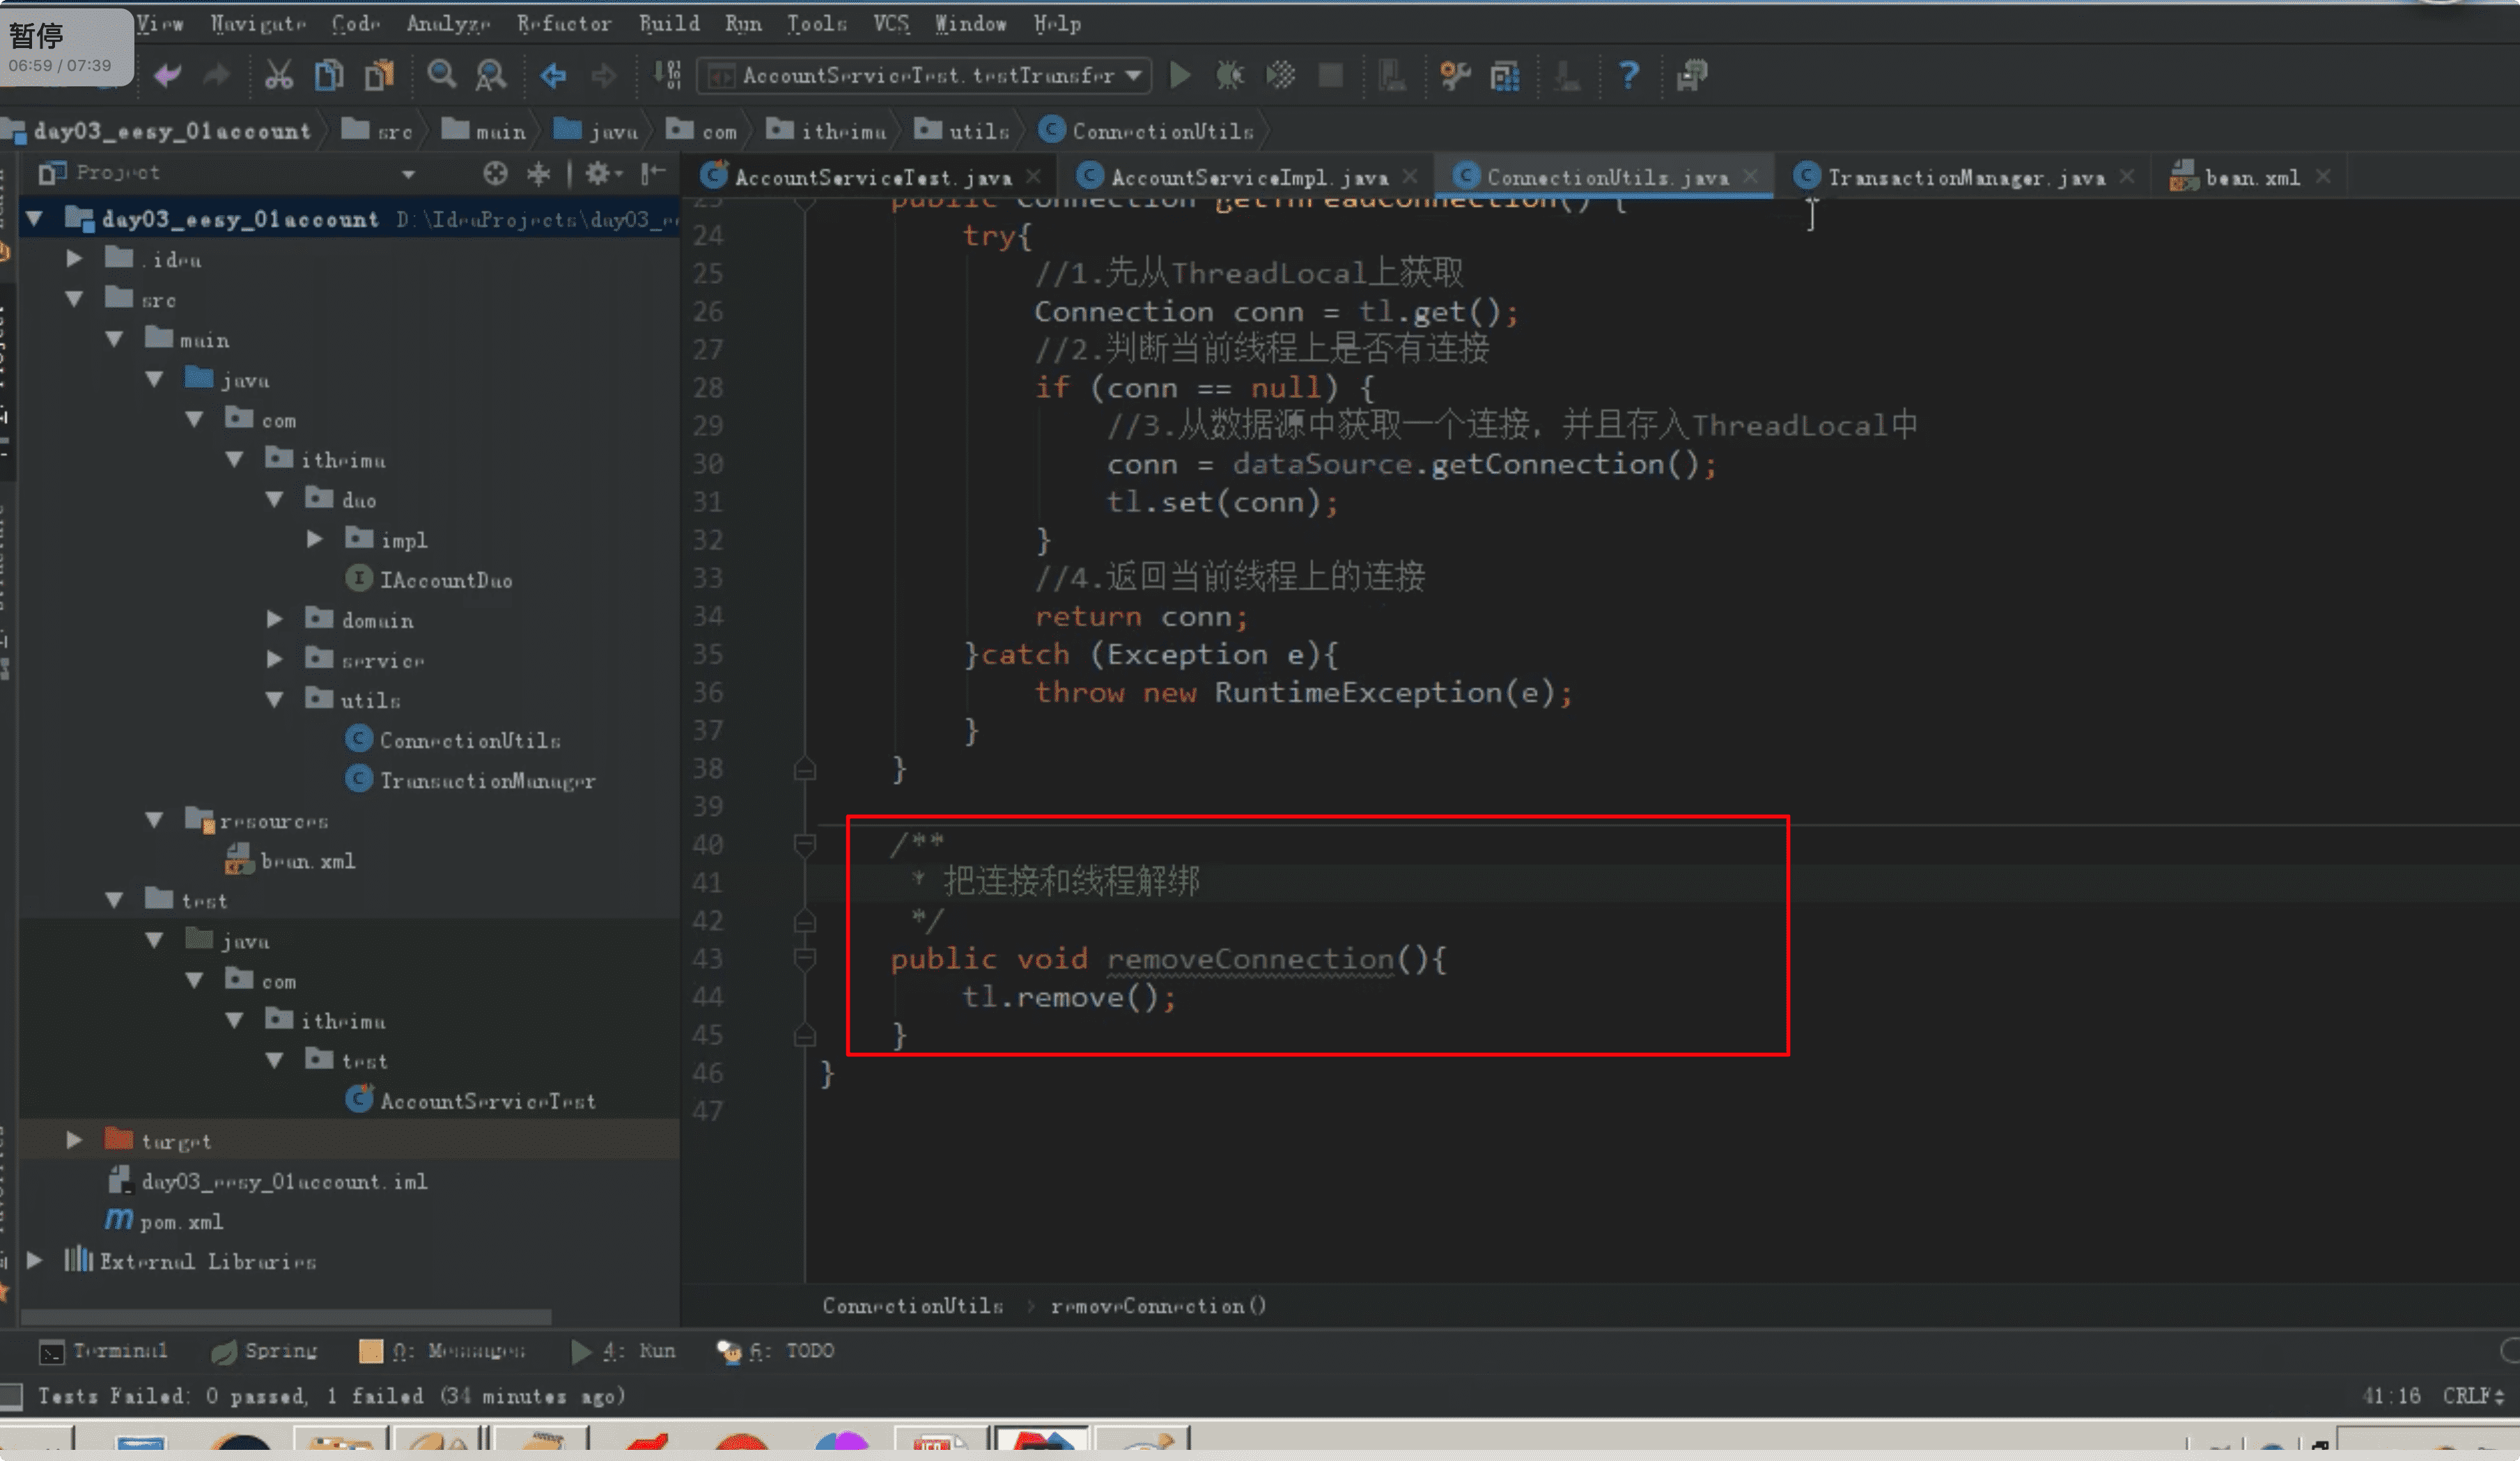 暂停
06:59 / 07:39
View Navigate Code Analyze Refactor Build Run Tools VCS Window Help
AccountServiceTest.testTransfer
day03_eesy_01account src main java com itheima utils ConnectionUtils
Project
AccountServiceTest.java AccountServiceImpl.java ConnectionUtils.java TransactionManager.java bean.xml
day03_eesy_01account D:\IdeaProjects\day03_ee
.idea
src
main
java
com
itheima
dao
impl
IAccountDao
domain
service
utils
ConnectionUtils
TransactionManager
resources
bean.xml
test
java
com
itheima
test
AccountServiceTest
target
day03_eesy_01account.iml
pom.xml
External Libraries
23 public Connection getThreadConnection() {
24 try{
25 //1.先从ThreadLocal上获取
26 Connection conn = tl.get();
27 //2.判断当前线程上是否有连接
28 if (conn == null) {
29 //3.从数据源中获取一个连接，并且存入ThreadLocal中
30 conn = dataSource.getConnection();
31 tl.set(conn);
32 }
33 //4.返回当前线程上的连接
34 return conn;
35 }catch (Exception e){
36 throw new RuntimeException(e);
37 }
38 }
39
40 /**
41 * 把连接和线程解绑
42 */
43 public void removeConnection(){
44 tl.remove();
45 }
46 }
47
ConnectionUtils removeConnection()
Terminal Spring 0: Messages 4: Run 6: TODO
Tests Failed: 0 passed, 1 failed (34 minutes ago)
41:16 CRLF